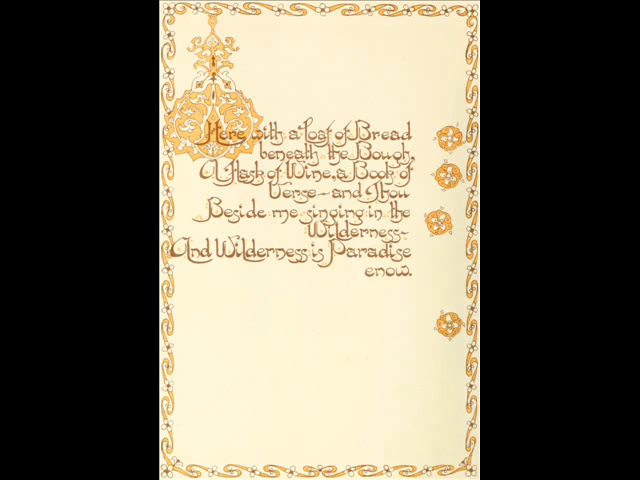 Here with a Loaf of Bread
beneath the Bough,
A Flask of Wine, a Book of
Verse—and Thou
Beside me singing in the
Wilderness—
And Wilderness is Paradise
enow.